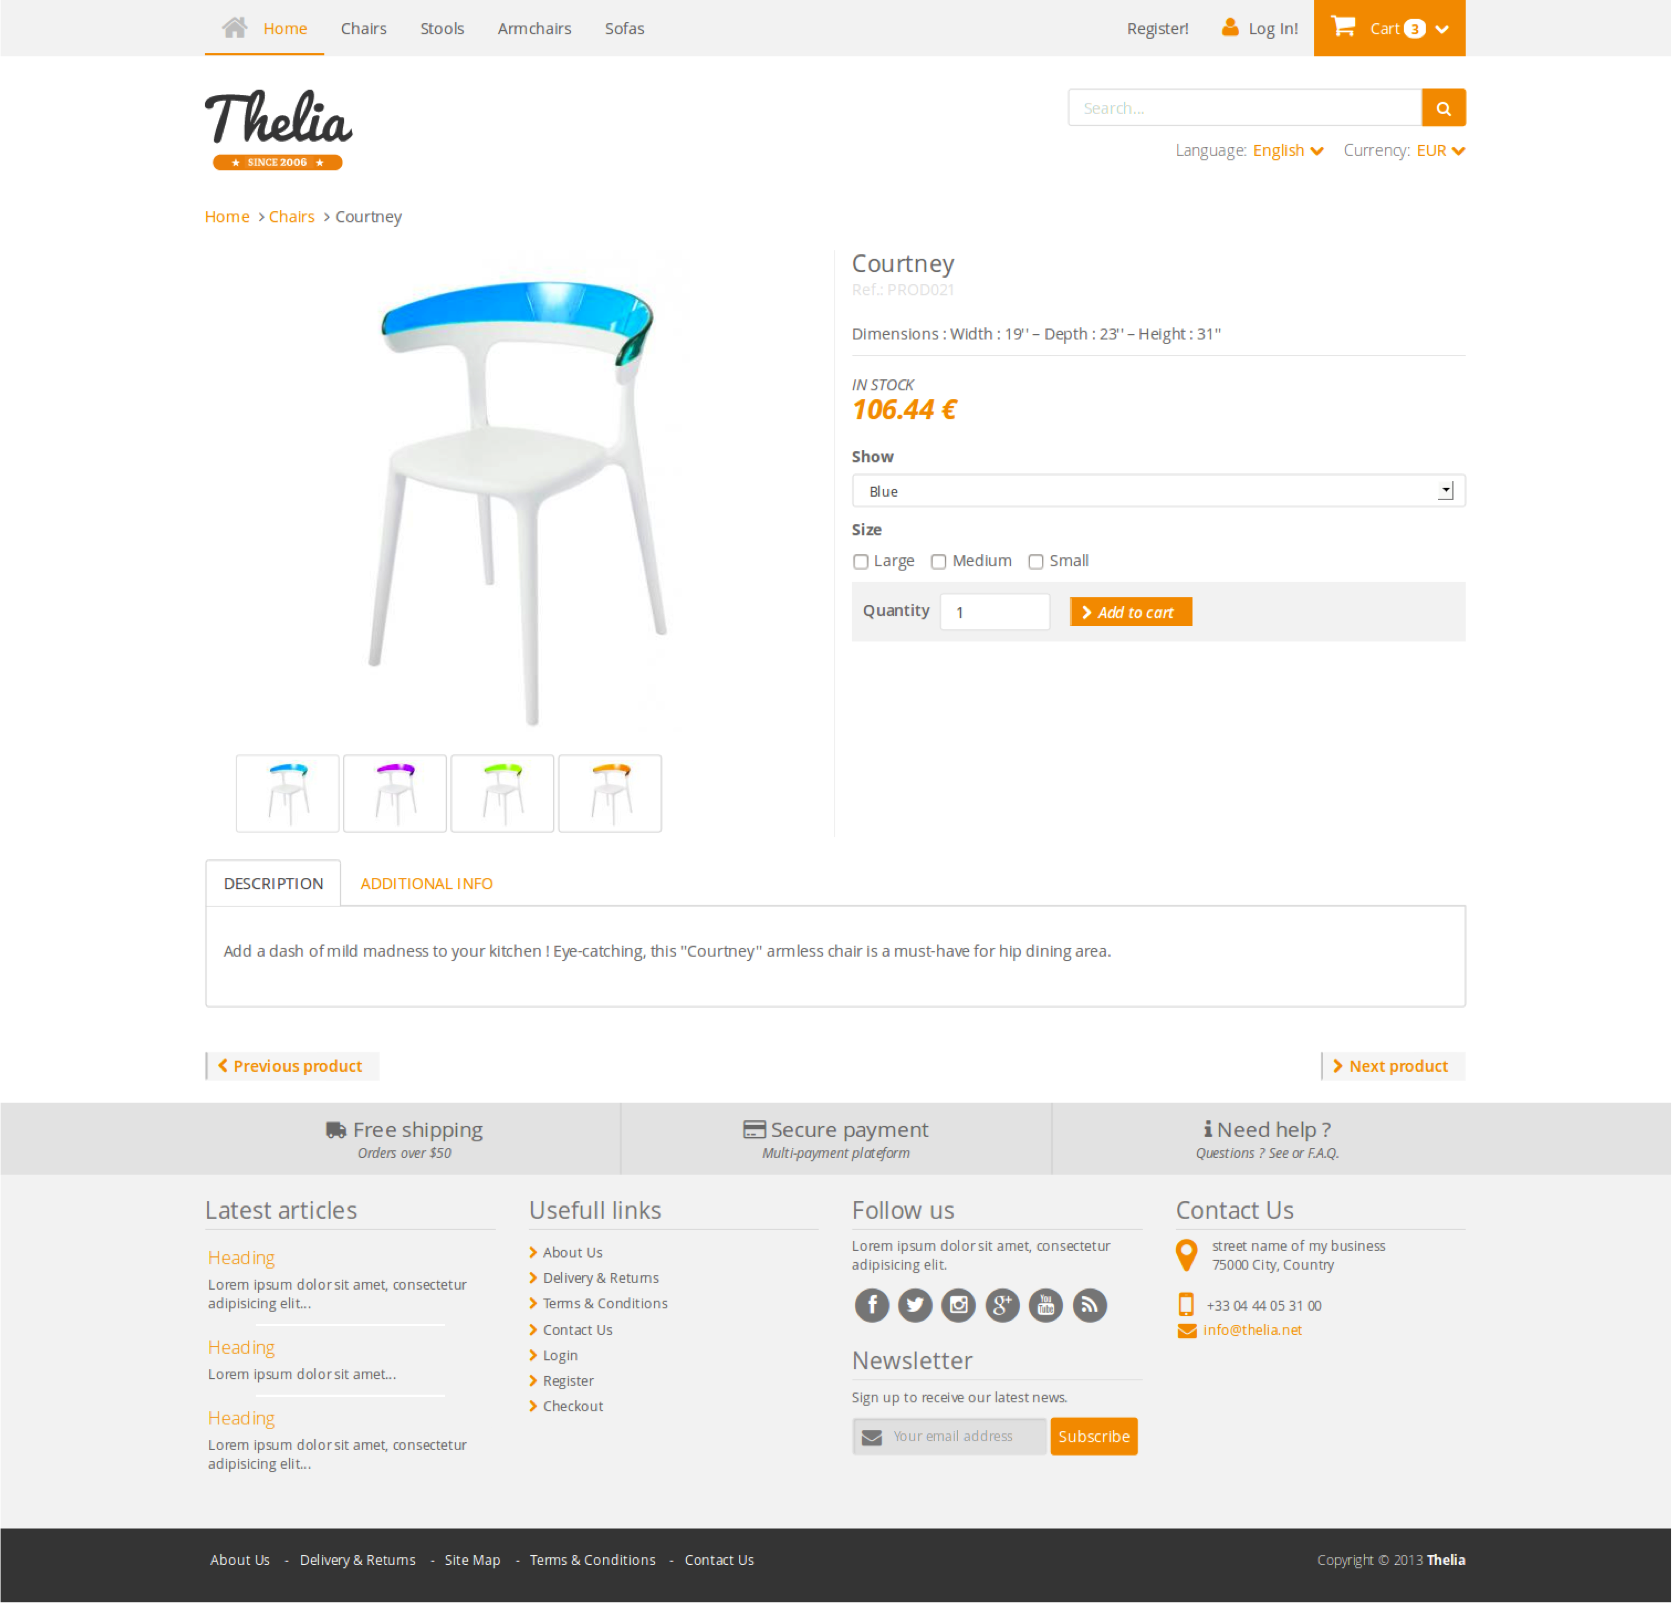 Home Chairs Stools Armchairs Sofas Register! Log In! Cart 3
Thelia
SINCE 2006
Search...
Language: English Currency: EUR
Home > Chairs > Courtney
Courtney
Ref.: PROD021
Dimensions : Width : 19'' – Depth : 23'' – Height : 31''
IN STOCK
106.44 €
Show
Blue
Size
Large Medium Small
Quantity 1 Add to cart
DESCRIPTION ADDITIONAL INFO
Add a dash of mild madness to your kitchen ! Eye-catching, this "Courtney" armless chair is a must-have for hip dining area.
Previous product Next product
Free shipping
Orders over $50
Secure payment
Multi-payment plateform
Need help ?
Questions ? See or F.A.Q.
Latest articles
Heading
Lorem ipsum dolor sit amet, consectetur
adipisicing elit...
Heading
Lorem ipsum dolor sit amet...
Heading
Lorem ipsum dolor sit amet, consectetur
adipisicing elit...
Usefull links
About Us
Delivery & Returns
Terms & Conditions
Contact Us
Login
Register
Checkout
Follow us
Lorem ipsum dolor sit amet, consectetur
adipisicing elit.
You
Tube
Newsletter
Sign up to receive our latest news.
Your email address Subscribe
Contact Us
street name of my business
75000 City, Country
+33 04 44 05 31 00
info@thelia.net
About Us - Delivery & Returns - Site Map - Terms & Conditions - Contact Us Copyright © 2013 Thelia